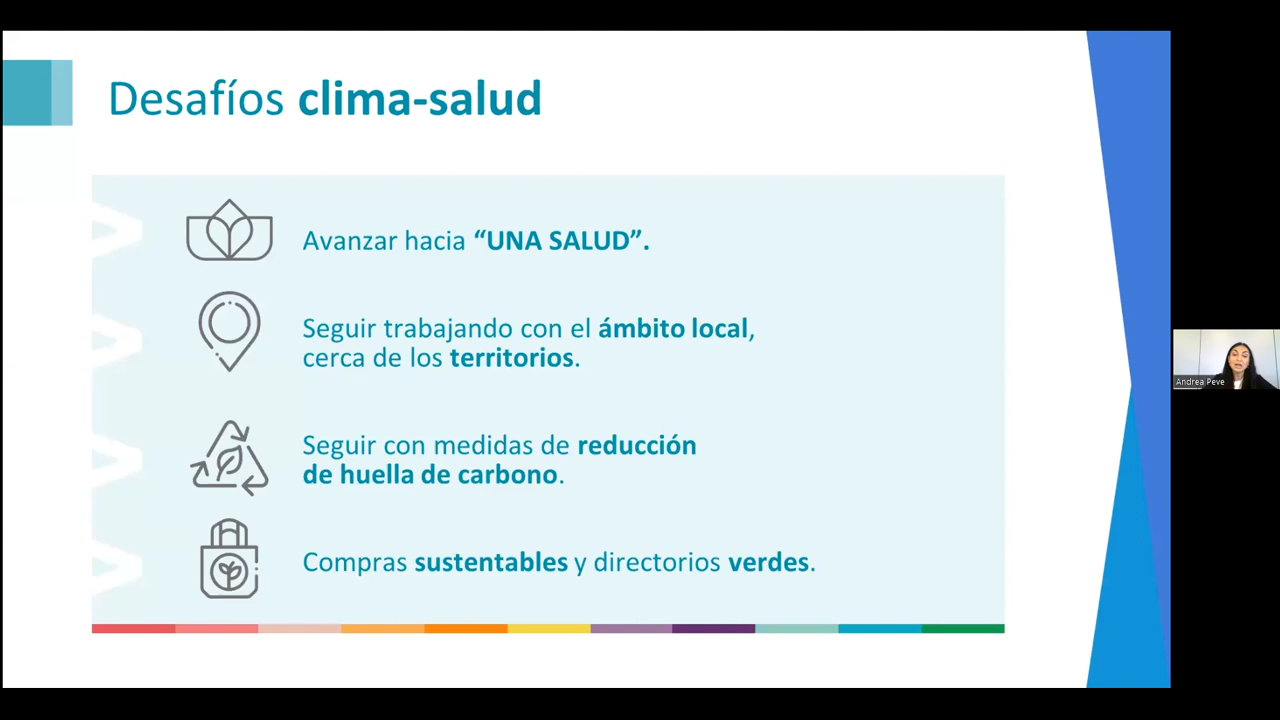 Desafíos clima-salud
Avanzar hacia “UNA SALUD”.
Seguir trabajando con el ámbito local,
cerca de los territorios.
Seguir con medidas de reducción
de huella de carbono.
Compras sustentables y directorios verdes.
Andrea Peve